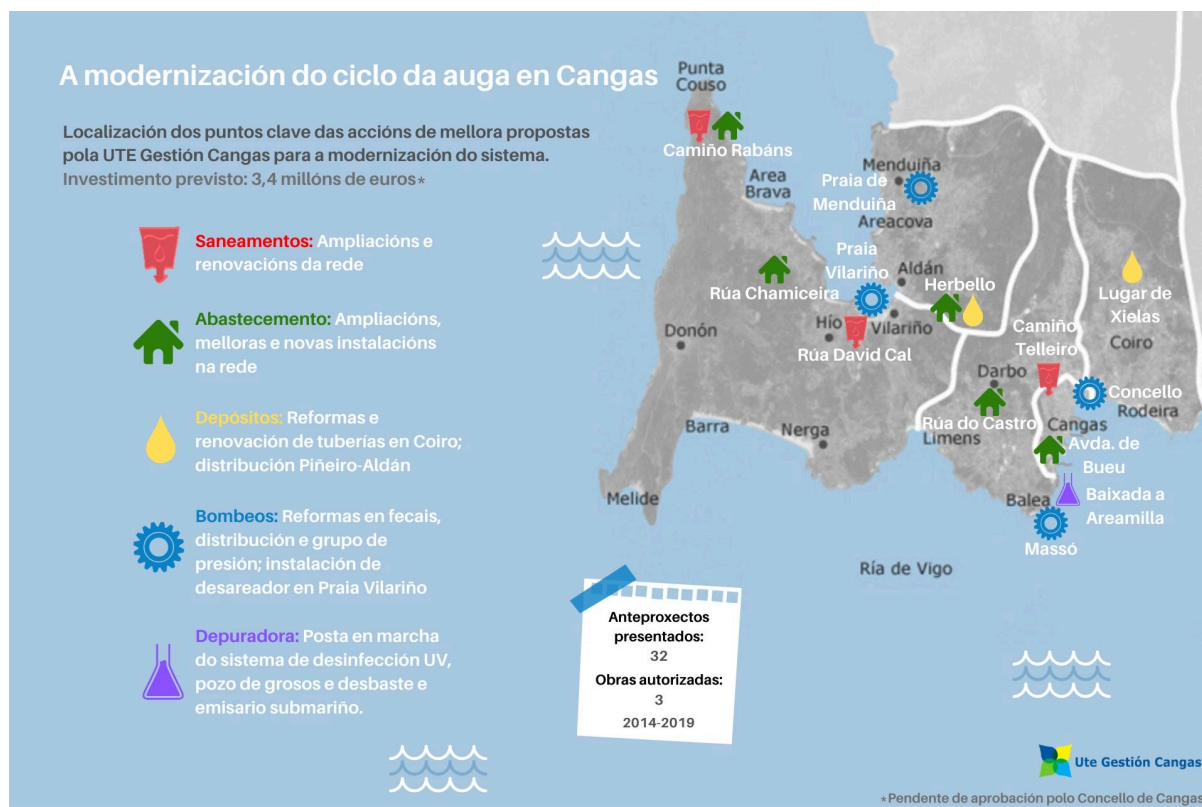 A modernización do ciclo da auga en Cangas
Localización dos puntos clave das accións de mellora propostas
pola UTE Gestión Cangas para a modernización do sistema.
Investimento previsto: 3,4 millóns de euros*
Saneamentos: Ampliacións e
renovacións da rede
Abastecemento: Ampliacións,
melloras e novas instalacións
na rede
Depósitos: Reformas e
renovación de tuberías en Coiro;
distribución Piñeiro-Aldán
Bombeos: Reformas en fecais,
distribución e grupo de
presión; instalación de
desareador en Praia Vilariño
Depuradora: Posta en marcha
do sistema de desinfección UV,
pozo de grosos e desbaste e
emisario submariño.
Punta
Couso
Camiño Rabáns
Area
Brava
Menduiña
Praia de
Menduiña
Areacova
Praia
Vilariño
Aldán
Rúa Chamiceira
Herbello
Lugar de
Xielas
Donón
Hío
Vilariño
Camiño
Telleiro
Coiro
Rúa David Cal
Darbo
Concello
Rodeira
Rúa do Castro
Cangas
Barra
Nerga
Limens
Avda. de
Bueu
Melide
Balea
Baixada a
Areamilla
Massó
Ría de Vigo
Anteproxectos
presentados:
32
Obras autorizadas:
3
2014-2019
Ute Gestión Cangas
*Pendente de aprobación polo Concello de Cangas